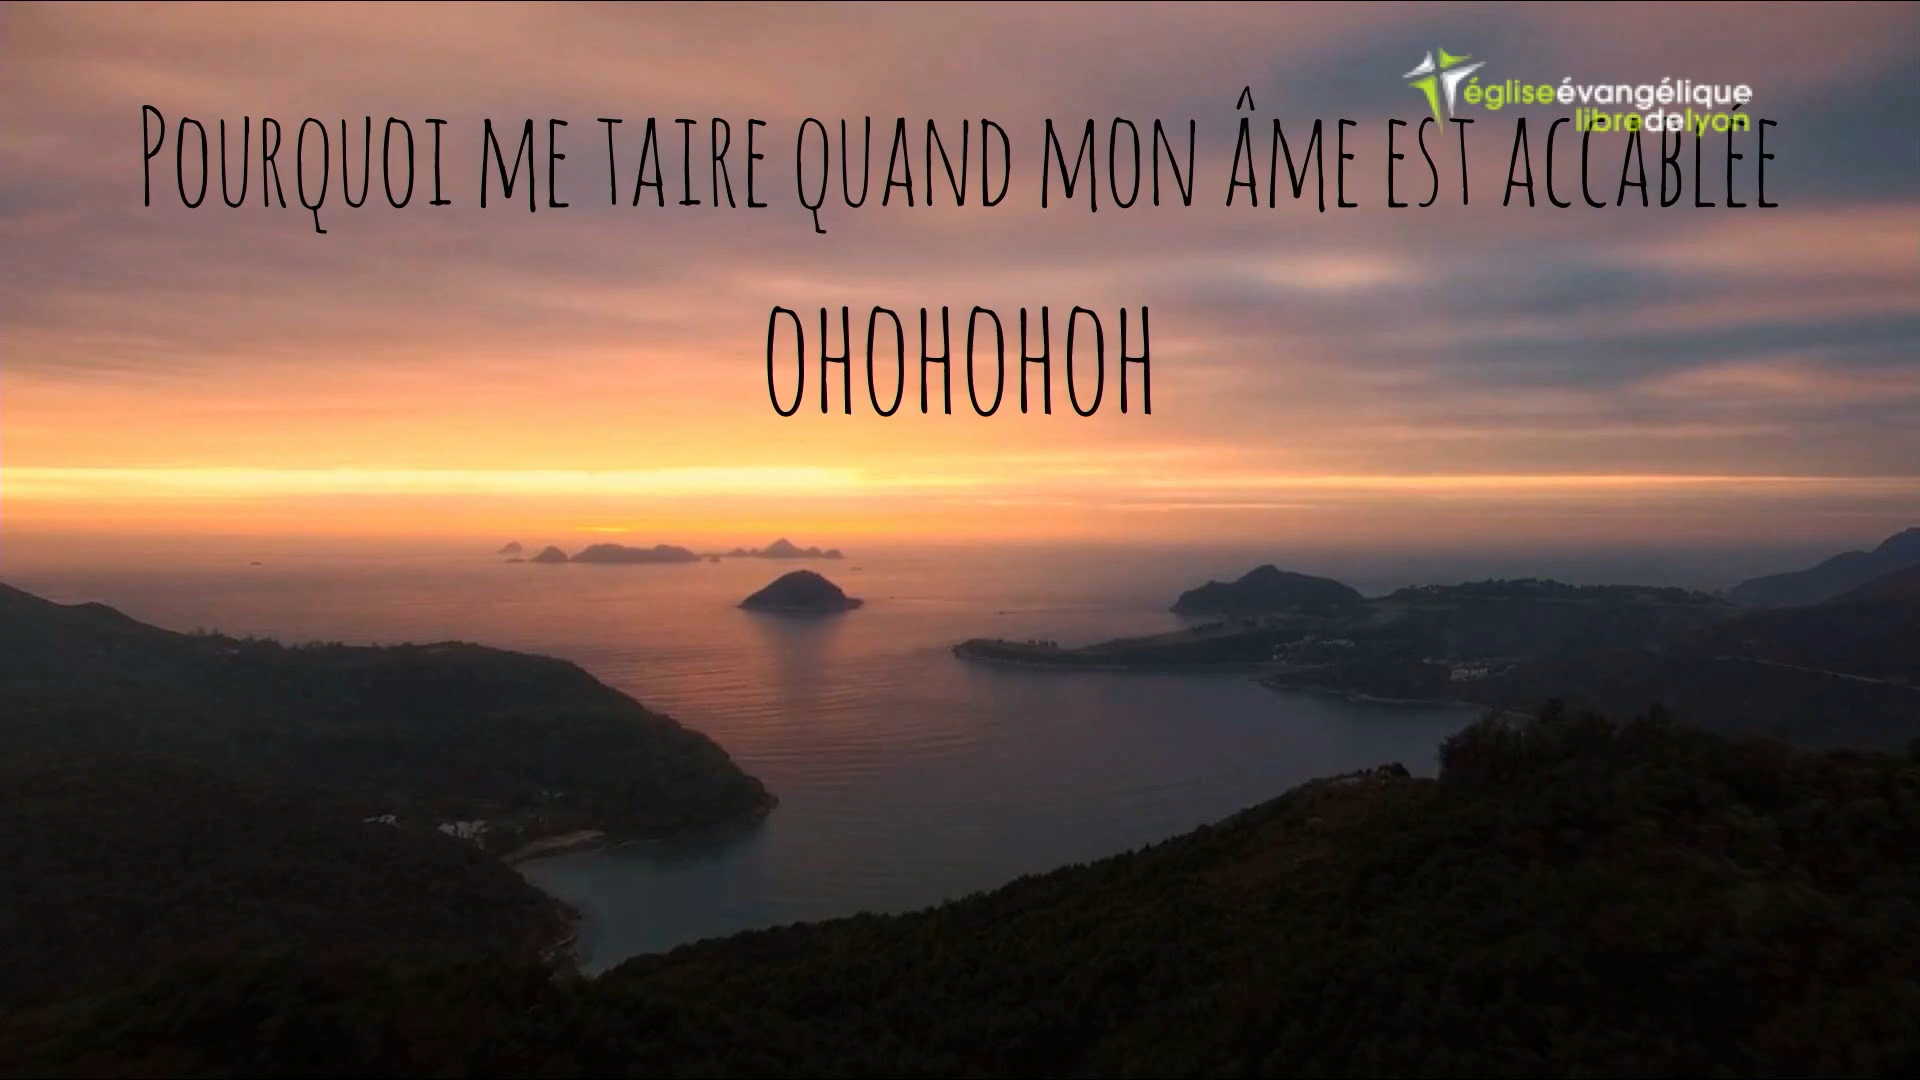 égliseévangélique
libredelyon
Pourquoi me taire quand mon âme est accablée
ohohohoh